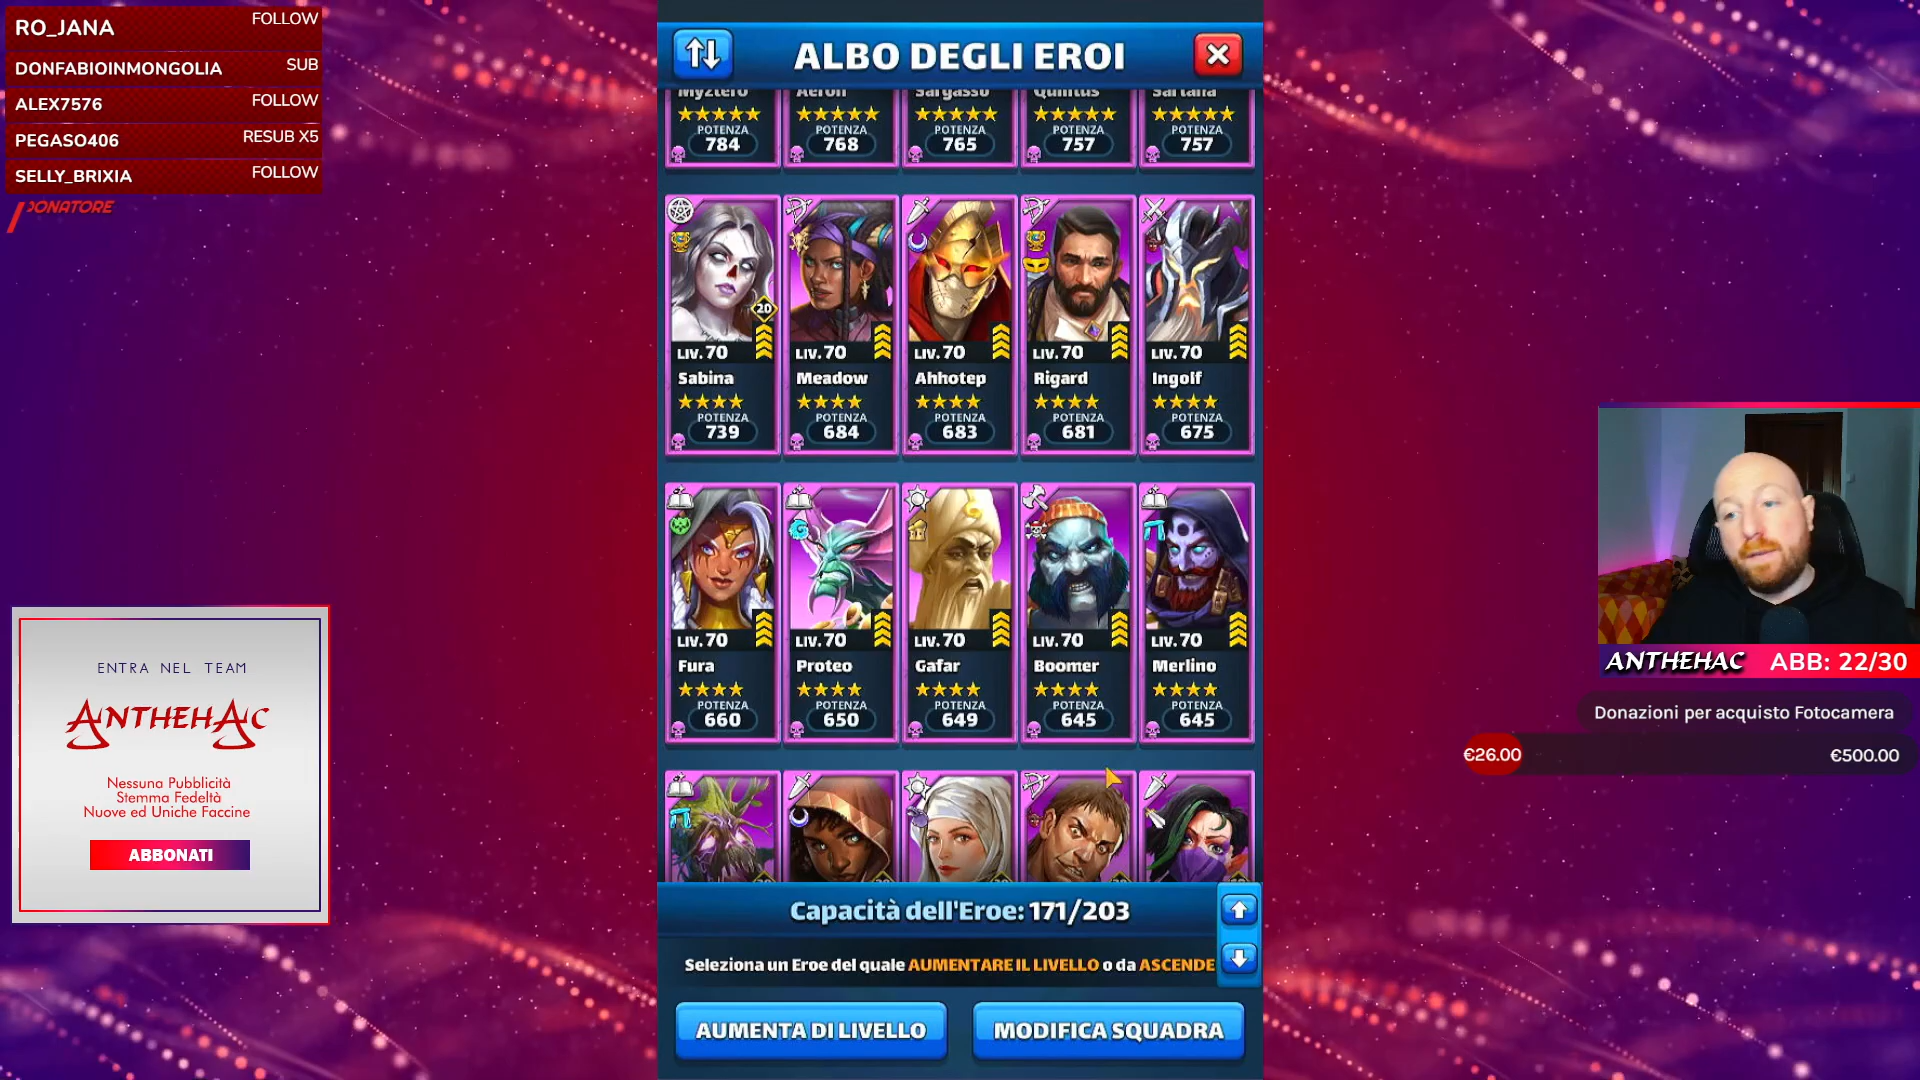 RO_JANA FOLLOW
DONFABIOINMONGOLIA SUB
ALEX7576 FOLLOW
PEGASO406 RESUB X5
SELLY_BRIXIA FOLLOW
DONATORE
ENTRA NEL TEAM
ANTHEHAC
Nessuna Pubblicità
Stemma Fedeltà
Nuove ed Uniche Faccine
ABBONATI
ALBO DEGLI EROI
Myztero Aeron Sargasso Quintus Sartana
POTENZA POTENZA POTENZA POTENZA POTENZA
784 768 765 757 757
20
LIV. 70 LIV. 70 LIV. 70 LIV. 70 LIV. 70
Sabina Meadow Ahhotep Rigard Ingolf
POTENZA POTENZA POTENZA POTENZA POTENZA
739 684 683 681 675
LIV. 70 LIV. 70 LIV. 70 LIV. 70 LIV. 70
Fura Proteo Gafar Boomer Merlino
POTENZA POTENZA POTENZA POTENZA POTENZA
660 650 649 645 645
Capacità dell'Eroe: 171/203
Seleziona un Eroe del quale AUMENTARE IL LIVELLO o da ASCENDE
AUMENTA DI LIVELLO MODIFICA SQUADRA
ANTHEHAC ABB: 22/30
Donazioni per acquisto Fotocamera
€26.00 €500.00